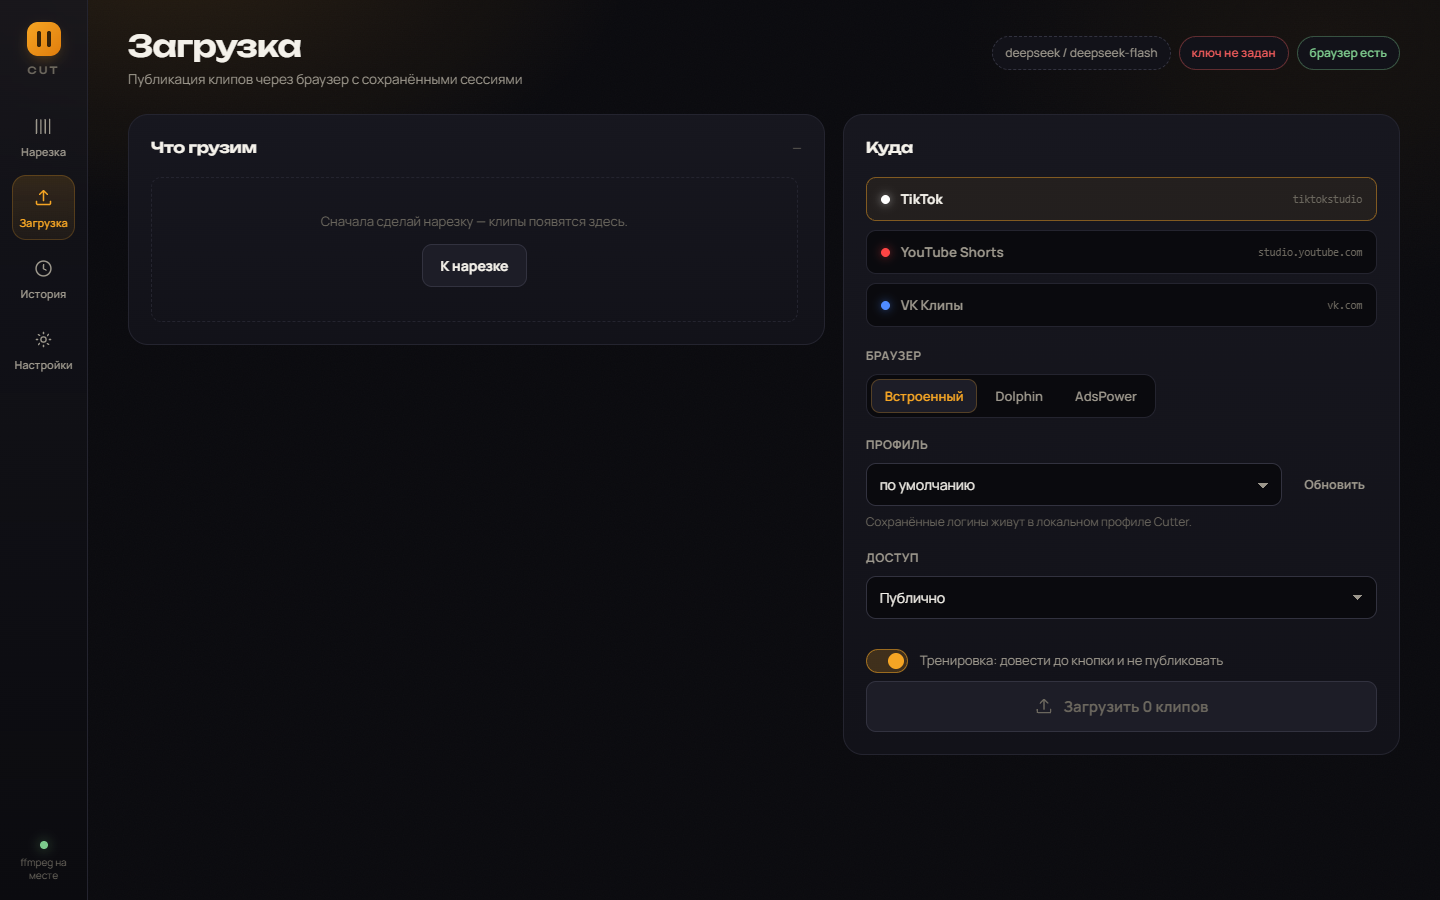 CUT
Нарезка
Загрузка
История
Настройки
ffmpeg на
месте
Загрузка
Публикация клипов через браузер с сохранёнными сессиями
deepseek / deepseek-flash
ключ не задан
браузер есть
Что грузим
—
Сначала сделай нарезку — клипы появятся здесь.
К нарезке
Куда
TikTok
tiktokstudio
YouTube Shorts
studio.youtube.com
VK Клипы
vk.com
БРАУЗЕР
Встроенный
Dolphin
AdsPower
ПРОФИЛЬ
по умолчанию
Обновить
Сохранённые логины живут в локальном профиле Cutter.
ДОСТУП
Публично
Тренировка: довести до кнопки и не публиковать
Загрузить 0 клипов